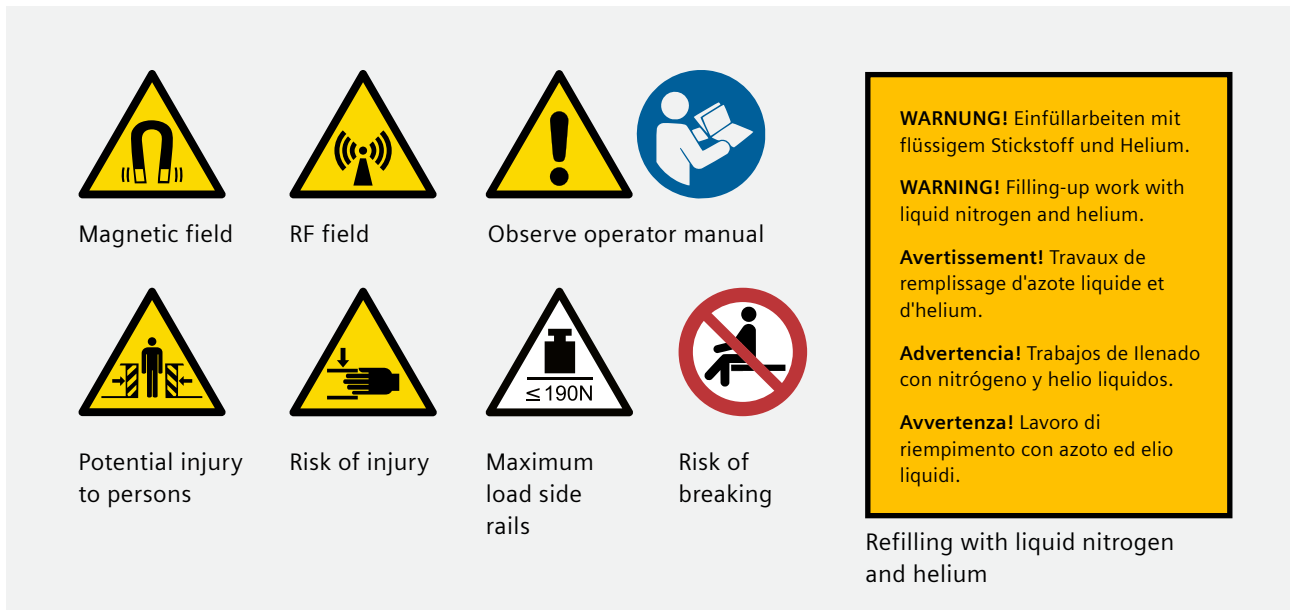 Magnetic field
RF field
Observe operator manual
≤190N
Potential injury
to persons
Risk of injury
Maximum
load side
rails
Risk of
breaking
WARNUNG! Einfüllarbeiten mit
flüssigem Stickstoff und Helium.
WARNING! Filling-up work with
liquid nitrogen and helium.
Avertissement! Travaux de
remplissage d'azote liquide et
d'helium.
Advertencia! Trabajos de llenado
con nitrógeno y helio liquidos.
Avvertenza! Lavoro di
riempimento con azoto ed elio
liquidi.
Refilling with liquid nitrogen
and helium